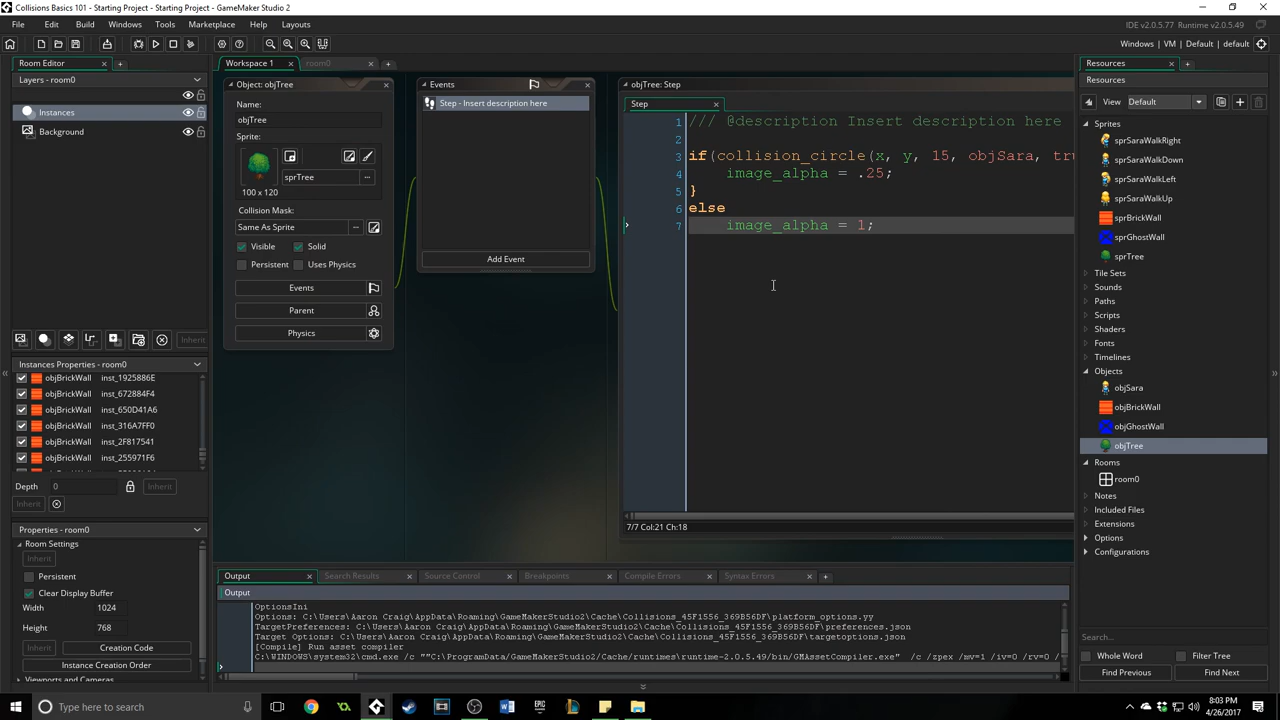 Collisions Basics 101 - Starting Project - GameMaker Studio 2
File Edit Build Windows Tools Marketplace Help Layouts
IDE v2.0.5.77 Runtime v2.0.5.49
Windows | VM | Default | default
Room Editor
Layers - room0
Instances
Background
Instances Properties - room0
objBrickWall inst_1925886E
objBrickWall inst_672884F4
objBrickWall inst_650D41A6
objBrickWall inst_316A7FF0
objBrickWall inst_2F817541
objBrickWall inst_255971F6
Depth 0 Inherit
Inherit
Properties - room0
Room Settings
Inherit
Persistent
Clear Display Buffer
Width 1024
Height 768
Inherit Creation Code
Instance Creation Order
Viewports and Cameras
Workspace 1 room0
Object: objTree
Name:
objTree
Sprite:
sprTree
100 x 120
Collision Mask:
Same As Sprite
Visible Solid
Persistent Uses Physics
Events
Parent
Physics
Events
Step - Insert description here
Add Event
objTree: Step
Step
1 /// @description Insert description here
2
3 if(collision_circle(x, y, 15, objSara, tru
4 image_alpha = .25;
5 }
6 else
7 image_alpha = 1;
7/7 Col:21 Ch:18
Output Search Results Source Control Breakpoints Compile Errors Syntax Errors
Output
OptionsIni
Options: C:\Users\Aaron Craig\AppData\Roaming\GameMakerStudio2\Cache\Collisions_45F1556_369B56DF\platform_options.yy
TargetPreferences: C:\Users\Aaron Craig\AppData\Roaming\GameMakerStudio2\Cache\Collisions_45F1556_369B56DF\preferences.json
Target Options: C:\Users\Aaron Craig\AppData\Roaming\GameMakerStudio2\Cache\Collisions_45F1556_369B56DF\targetoptions.json
[Compile] Run asset compiler
C:\WINDOWS\system32\cmd.exe /c ""C:\ProgramData/GameMakerStudio2/Cache/runtimes\runtime-2.0.5.49/bin/GMAssetCompiler.exe" /c /zpex /mv=1 /iv=0 /rv=0 /
Resources
Resources
View Default
Sprites
sprSaraWalkRight
sprSaraWalkDown
sprSaraWalkLeft
sprSaraWalkUp
sprBrickWall
sprGhostWall
sprTree
Tile Sets
Sounds
Paths
Scripts
Shaders
Fonts
Timelines
Objects
objSara
objBrickWall
objGhostWall
objTree
Rooms
room0
Notes
Included Files
Extensions
Options
Configurations
Search...
Whole Word Filter Tree
Find Previous Find Next
Type here to search
8:03 PM
4/26/2017